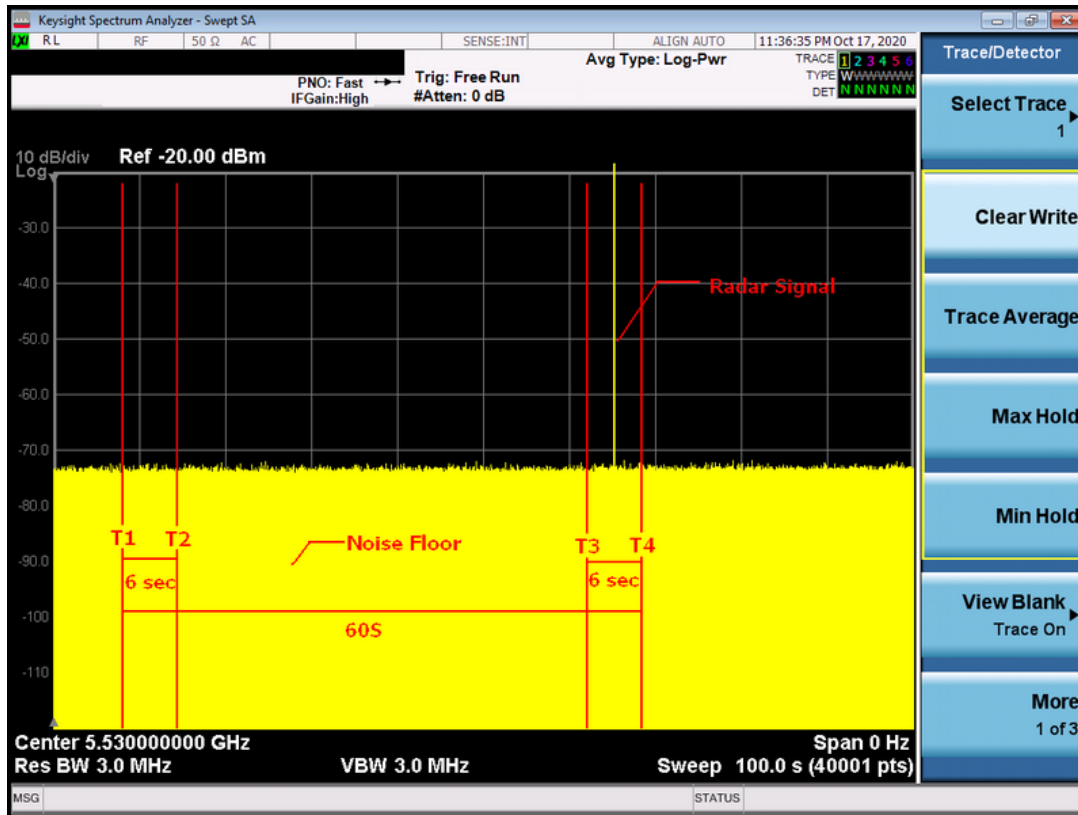 Keysight Spectrum Analyzer - Swept SA
LXI RL RF 50 Ω AC SENSE:INT ALIGN AUTO 11:36:35 PM Oct 17, 2020
PNO: Fast
IFGain:High
Trig: Free Run
#Atten: 0 dB
Avg Type: Log-Pwr
TRACE 1 2 3 4 5 6
TYPE WWWWWW
DET N N N N N N
10 dB/div Ref -20.00 dBm
Log
-30.0
-40.0
-50.0
-60.0
-70.0
-80.0
-90.0
-100
-110
Radar Signal
T1 T2
6 sec
Noise Floor
T3 T4
6 sec
60S
Center 5.530000000 GHz Span 0 Hz
Res BW 3.0 MHz VBW 3.0 MHz Sweep 100.0 s (40001 pts)
MSG STATUS
Trace/Detector
Select Trace
1
Clear Write
Trace Average
Max Hold
Min Hold
View Blank
Trace On
More
1 of 3